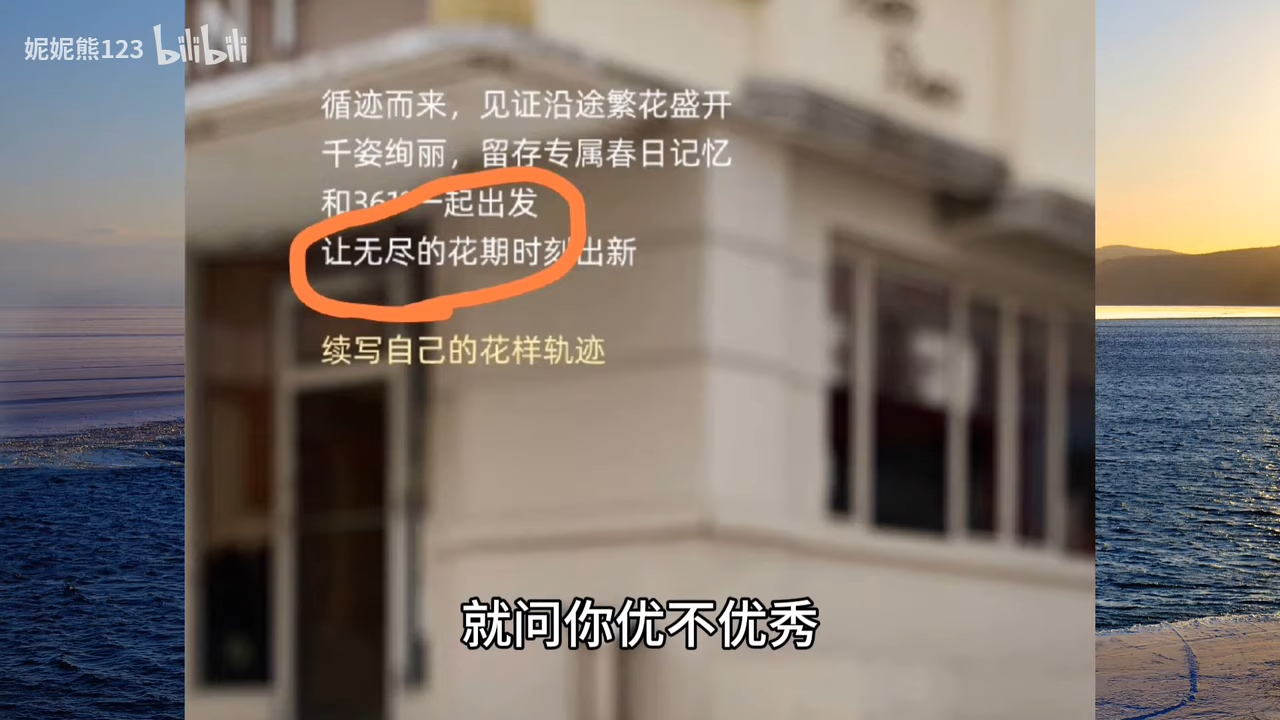 妮妮熊123 bilibili
循迹而来，见证沿途繁花盛开
千姿绚丽，留存专属春日记忆
和361°一起出发
让无尽的花期时刻出新
续写自己的花样轨迹
就问你优不优秀